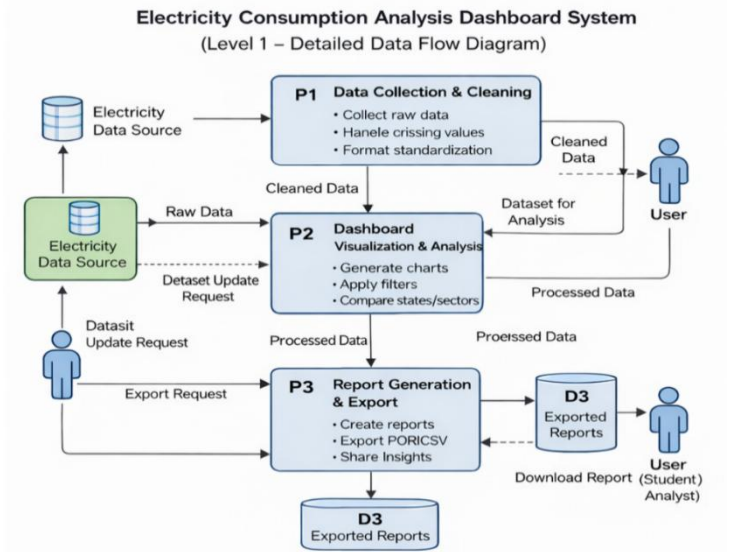 Electricity Consumption Analysis Dashboard System
(Level 1 – Detailed Data Flow Diagram)
P1 Data Collection & Cleaning
• Collect raw data
• Hanele crissing values
• Format standardization
Electricity
Data Source
Cleaned
Data
User
Cleaned Data
Raw Data
Dataset for
Analysis
P2 Dashboard
Visualization & Analysis
• Generate charts
• Apply filters
• Compare states/sectors
Electricity
Data Source
Detaset Update
Request
Processed Data
Datasit
Update Request
Processed Data
Proeıssed Data
Export Request
P3 Report Generation
& Export
• Create reports
• Export PORICSV
• Share Insights
D3
Exported
Reports
Download Report
User
(Student)
Analyst)
D3
Exported Reports